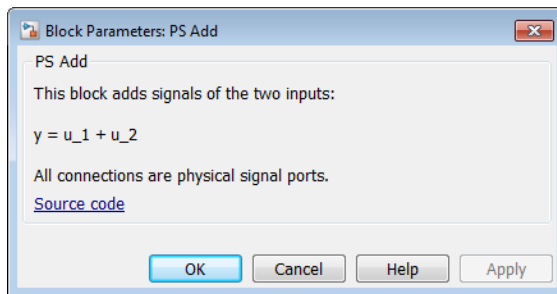 Block Parameters: PS Add
PS Add
This block adds signals of the two inputs:
y = u_1 + u_2
All connections are physical signal ports.
Source code
OK Cancel Help Apply